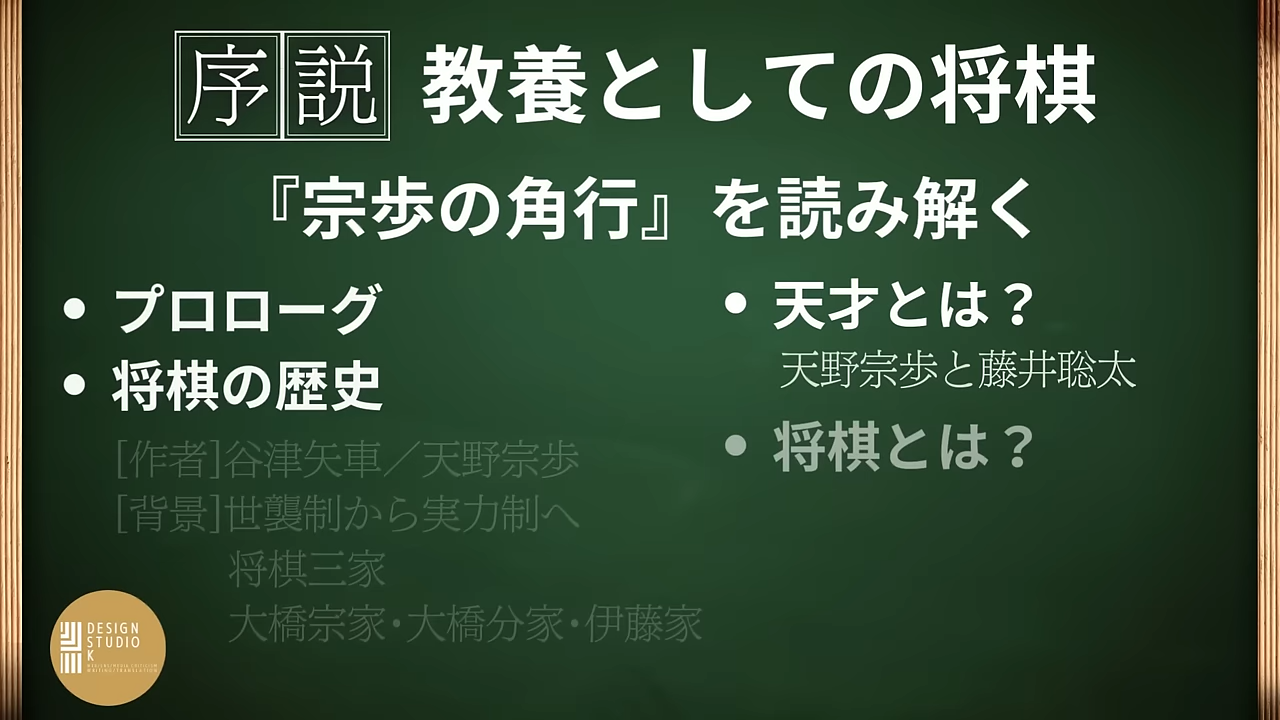 序説 教養としての将棋
『宗歩の角行』を読み解く
• プロローグ
• 将棋の歴史
[作者]谷津矢車／天野宗歩
[背景]世襲制から実力制へ
将棋三家
大橋宗家・大橋分家・伊藤家
• 天才とは？
天野宗歩と藤井聡太
• 将棋とは？
DESIGN
STUDIO
K